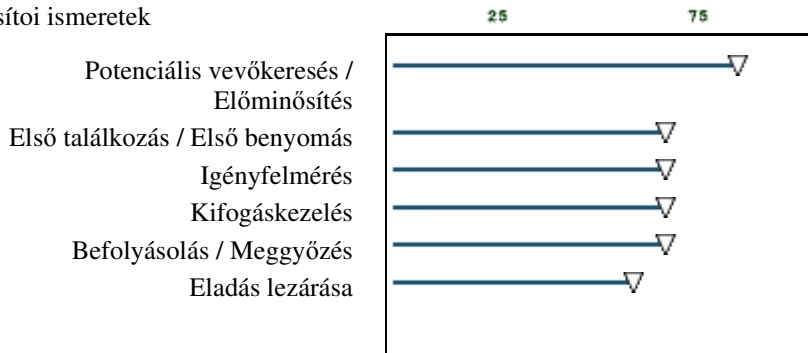 sítoi ismeretek
25 75
Potenciális vevőkeresés /
Előminősítés
Első találkozás / Első benyomás
Igényfelmérés
Kifogáskezelés
Befolyásolás / Meggyőzés
Eladás lezárása